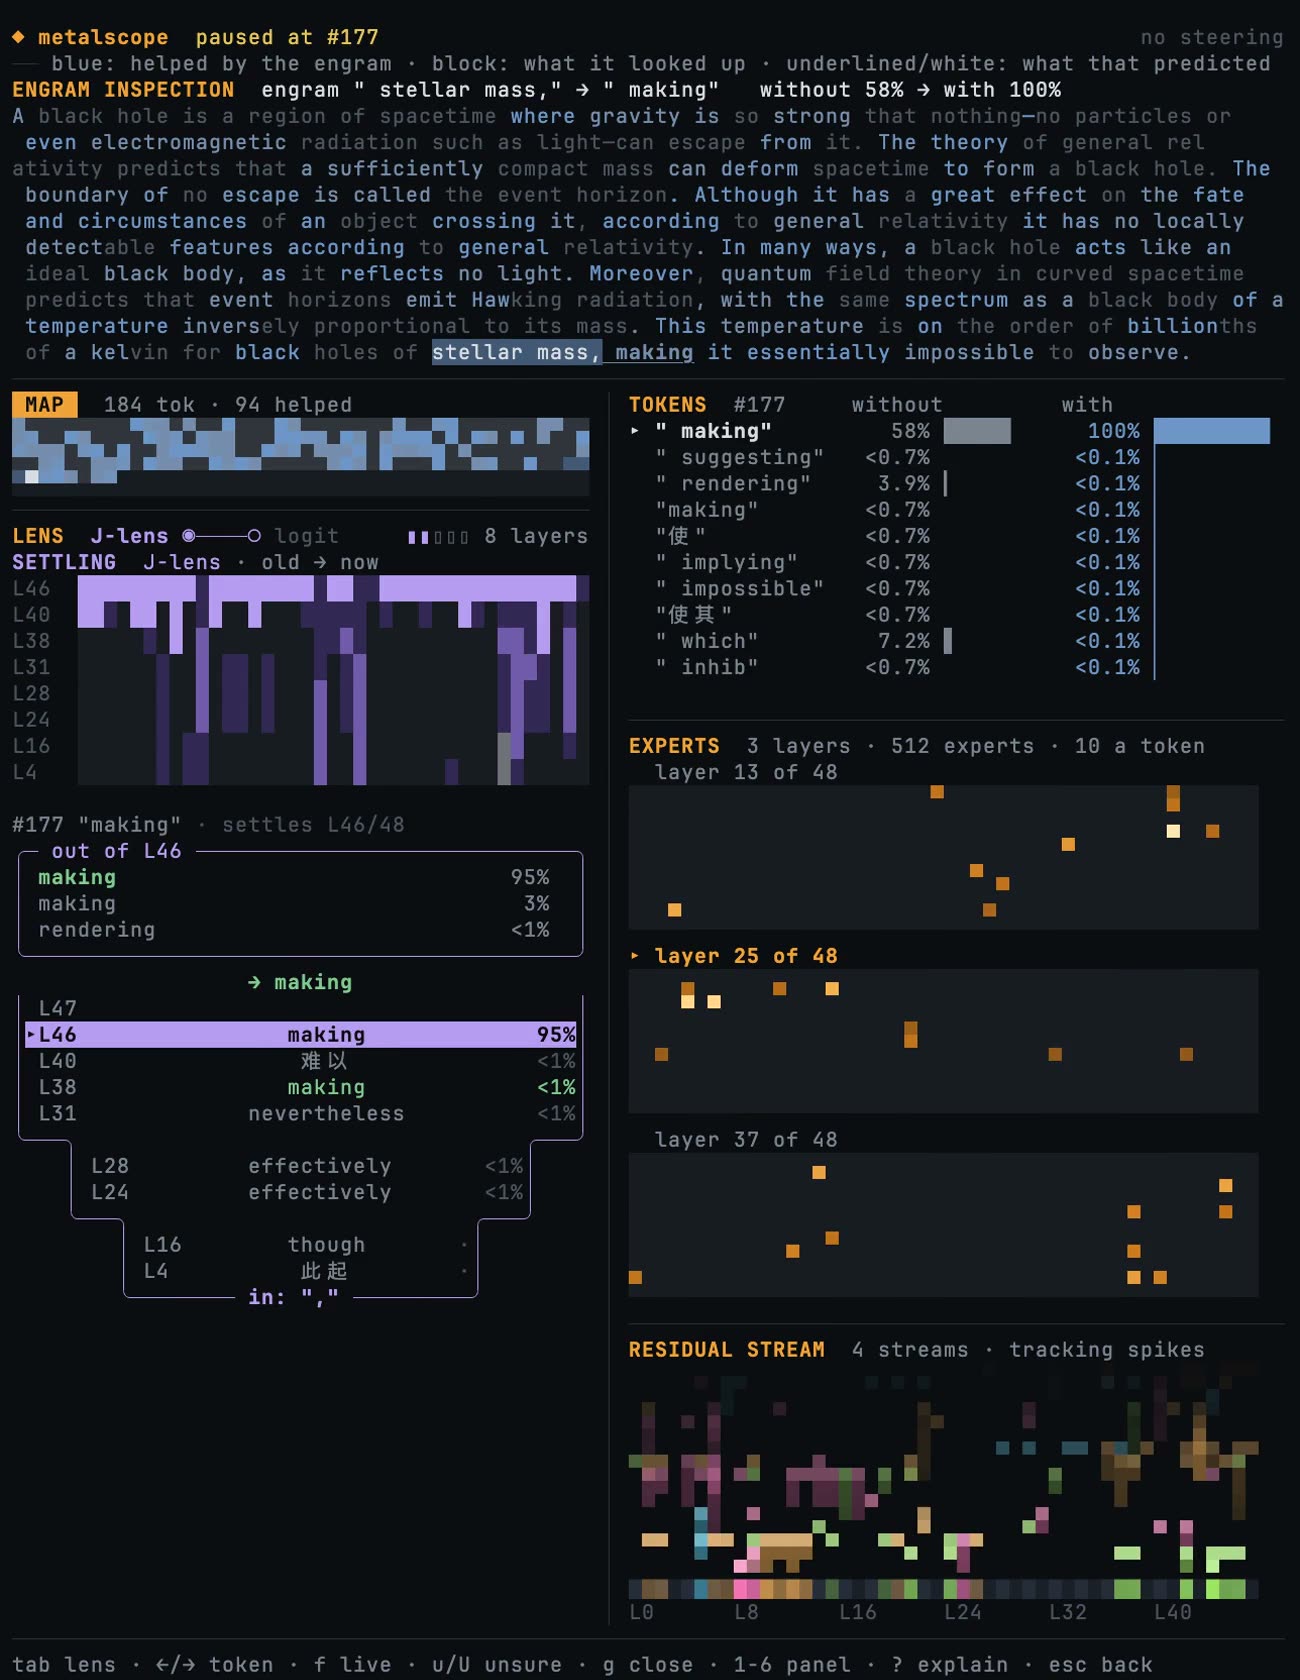 ◆ metalscope paused at #177 no steering
blue: helped by the engram · block: what it looked up · underlined/white: what that predicted
ENGRAM INSPECTION engram " stellar mass," → " making" without 58% → with 100%
A black hole is a region of spacetime where gravity is so strong that nothing—no particles or
even electromagnetic radiation such as light—can escape from it. The theory of general rel
ativity predicts that a sufficiently compact mass can deform spacetime to form a black hole. The
boundary of no escape is called the event horizon. Although it has a great effect on the fate
and circumstances of an object crossing it, according to general relativity it has no locally
detectable features according to general relativity. In many ways, a black hole acts like an
ideal black body, as it reflects no light. Moreover, quantum field theory in curved spacetime
predicts that event horizons emit Hawking radiation, with the same spectrum as a black body of a
temperature inversely proportional to its mass. This temperature is on the order of billionths
of a kelvin for black holes of stellar mass, making it essentially impossible to observe.
MAP 184 tok · 94 helped
LENS J-lens logit 8 layers
SETTLING J-lens · old → now
L46
L40
L38
L31
L28
L24
L16
L4
#177 "making" · settles L46/48
out of L46
making 95%
making 3%
rendering <1%
→ making
L47
▸L46 making 95%
L40 难以 <1%
L38 making <1%
L31 nevertheless <1%
L28 effectively <1%
L24 effectively <1%
L16 though ·
L4 此起 ·
in: ","
TOKENS #177 without with
▸ " making" 58% 100%
" suggesting" <0.7% <0.1%
" rendering" 3.9% <0.1%
"making" <0.7% <0.1%
"使" <0.7% <0.1%
" implying" <0.7% <0.1%
" impossible" <0.7% <0.1%
"使其" <0.7% <0.1%
" which" 7.2% <0.1%
" inhib" <0.7% <0.1%
EXPERTS 3 layers · 512 experts · 10 a token
layer 13 of 48
▸ layer 25 of 48
layer 37 of 48
RESIDUAL STREAM 4 streams · tracking spikes
L0 L8 L16 L24 L32 L40
tab lens · ←/→ token · f live · u/U unsure · g close · 1-6 panel · ? explain · esc back